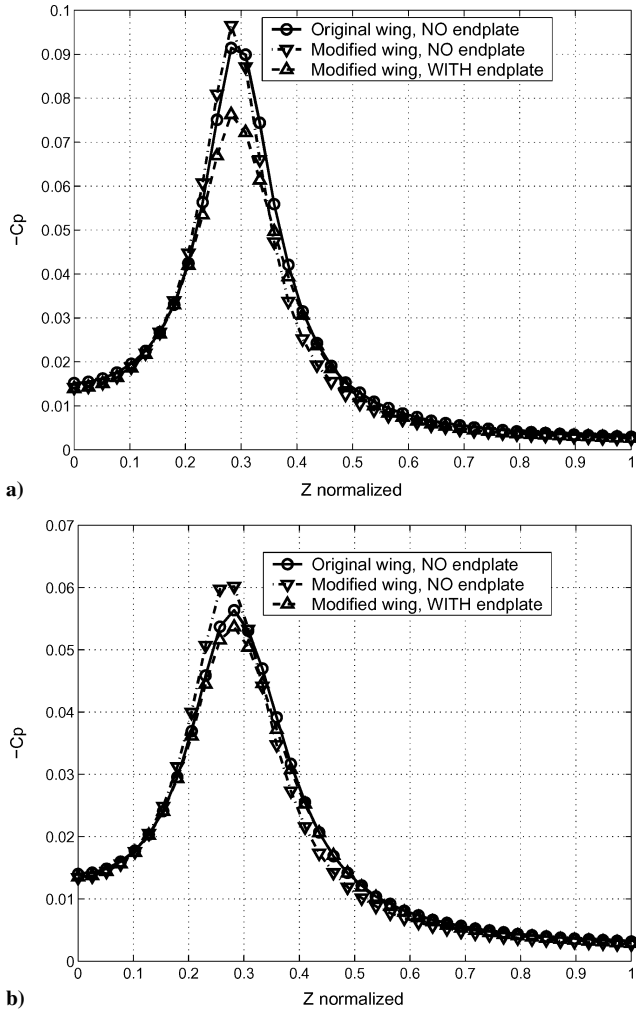 0.1
0.09
0.08
0.07
0.06
0.05
0.04
0.03
0.02
0.01
0
−Cp
Original wing, NO endplate
Modified wing, NO endplate
Modified wing, WITH endplate
0 0.1 0.2 0.3 0.4 0.5 0.6 0.7 0.8 0.9 1
Z normalized
a)
0.07
0.06
0.05
0.04
0.03
0.02
0.01
0
−Cp
Original wing, NO endplate
Modified wing, NO endplate
Modified wing, WITH endplate
0 0.1 0.2 0.3 0.4 0.5 0.6 0.7 0.8 0.9 1
Z normalized
b)